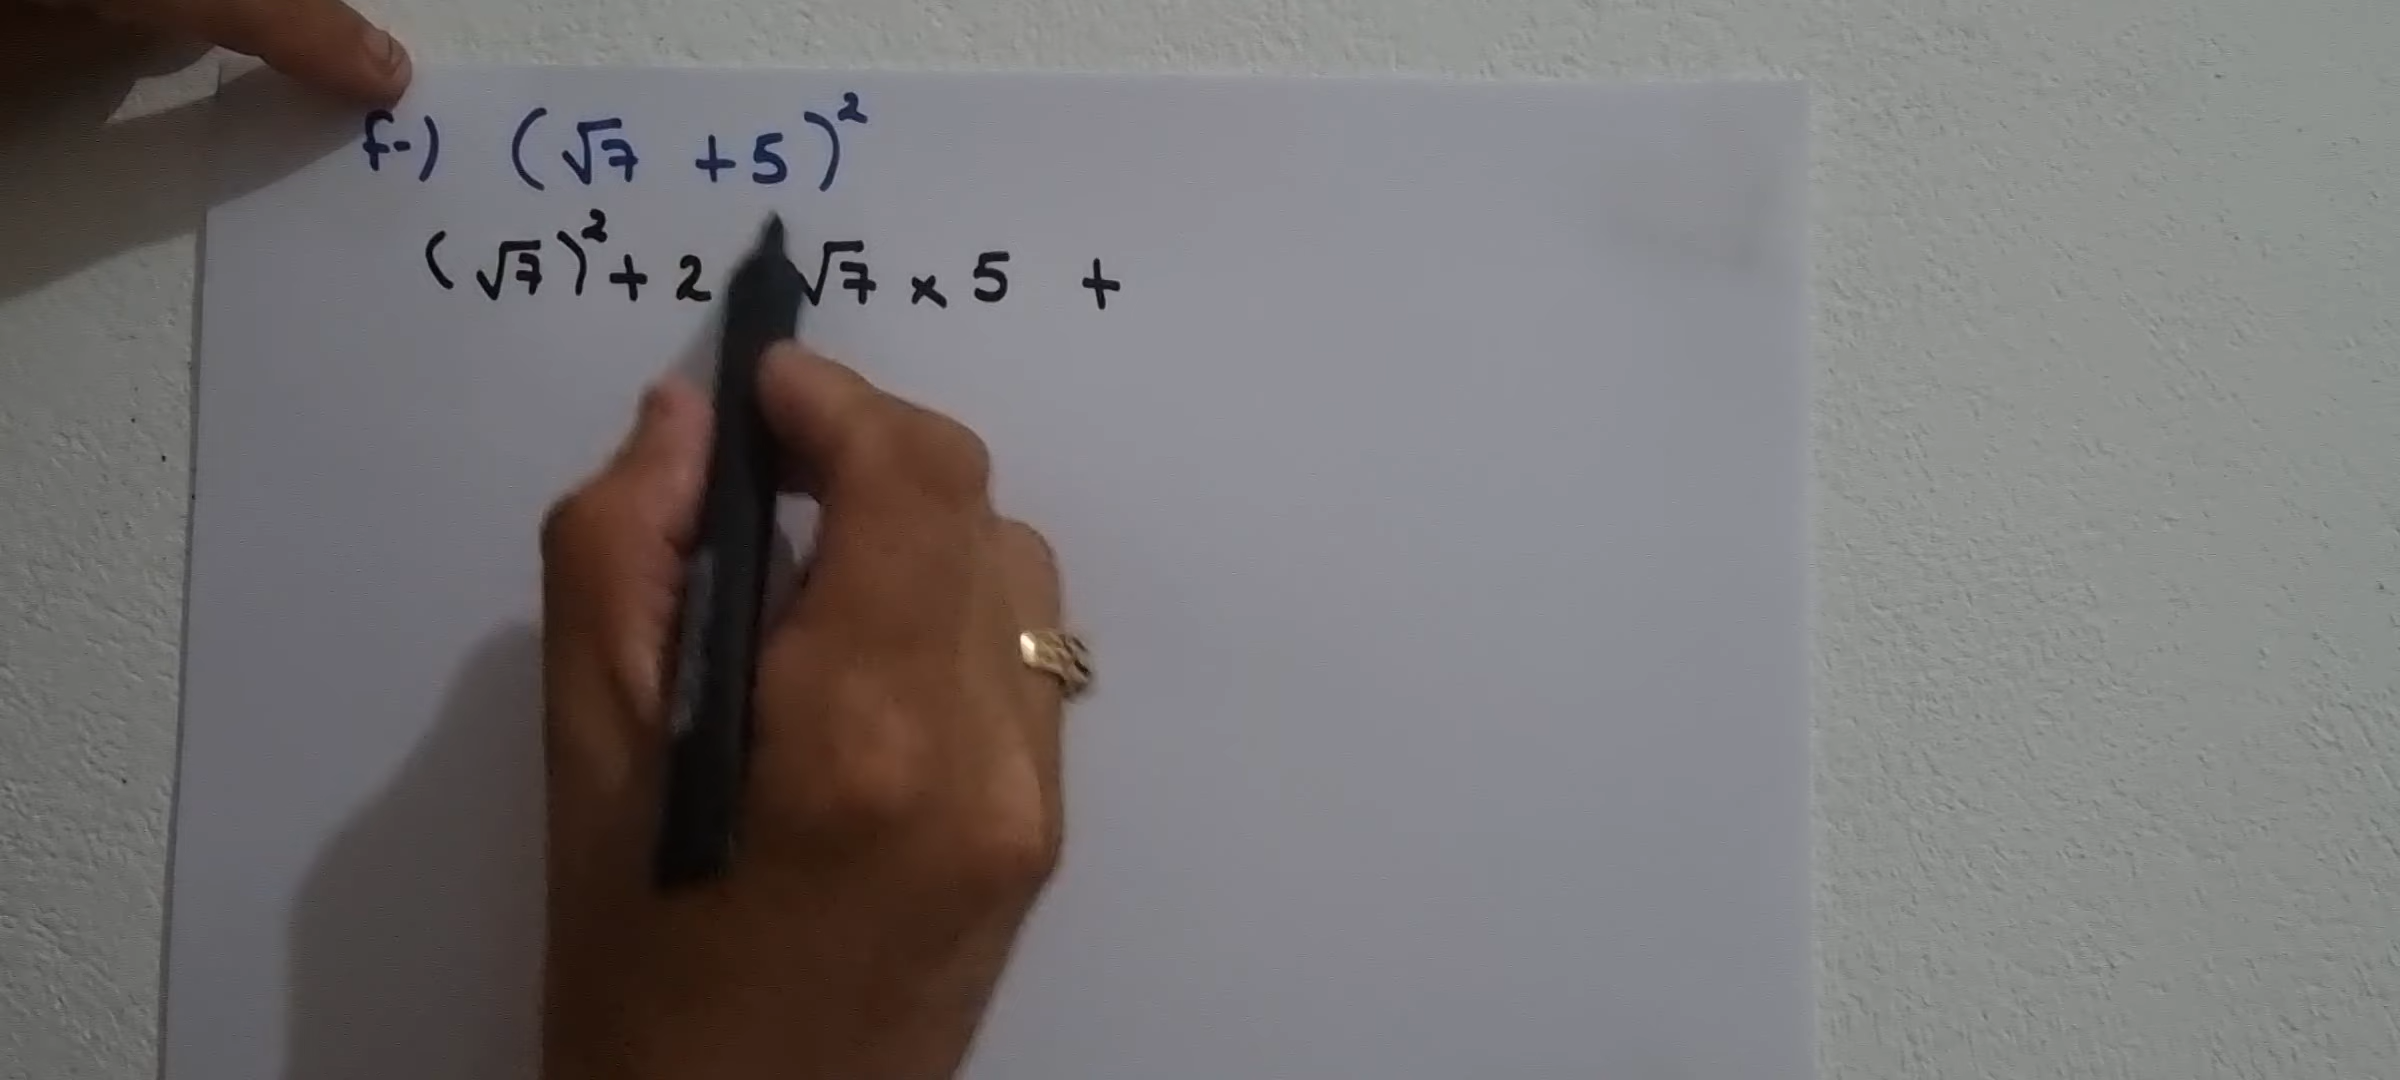 f-) (√7 +5)²
(√7)² + 2 √7 × 5 +